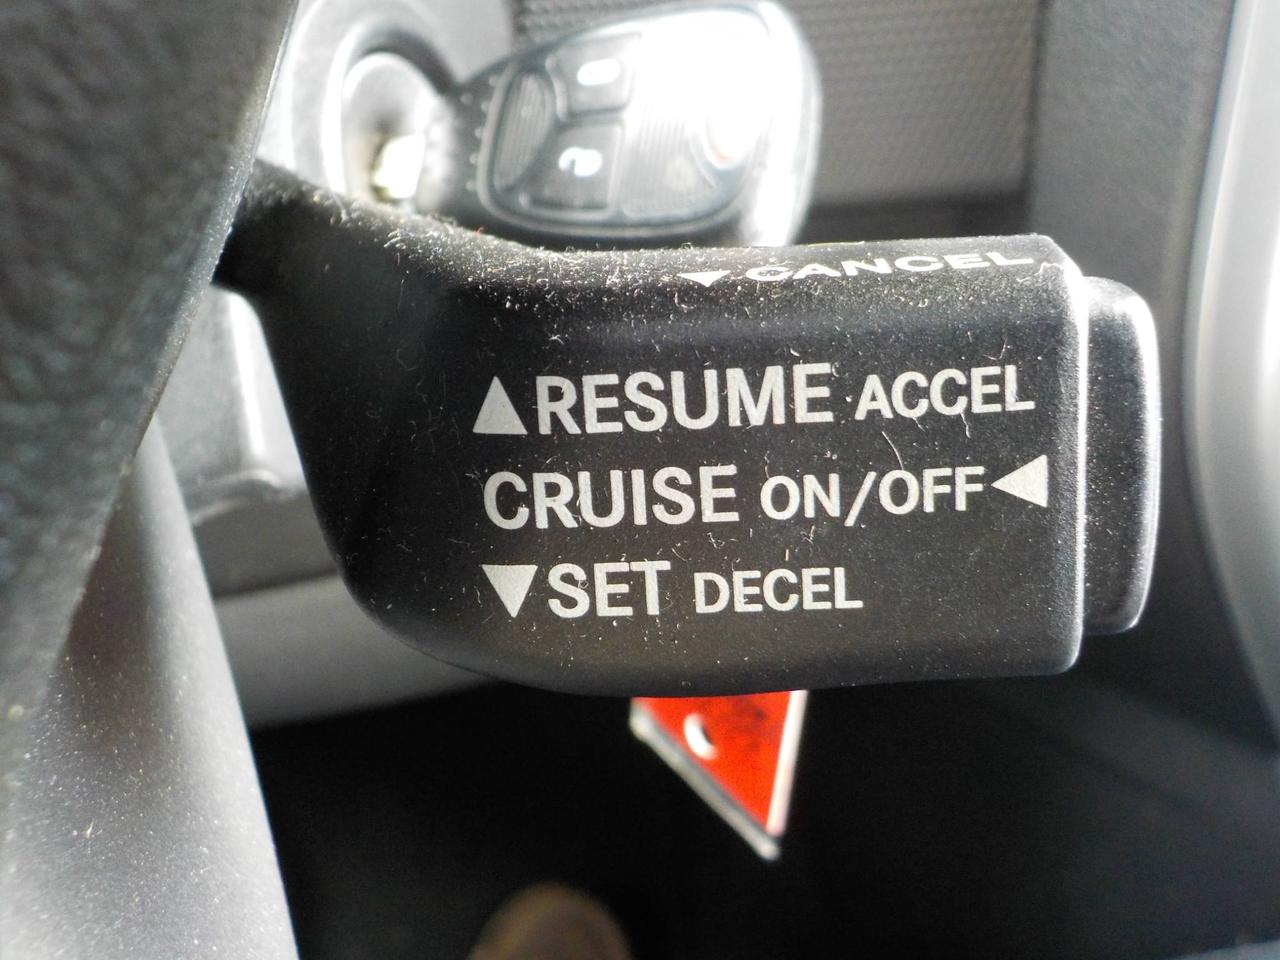 ▼ CANCEL
▲ RESUME ACCEL
CRUISE ON/OFF ◀
▼ SET DECEL